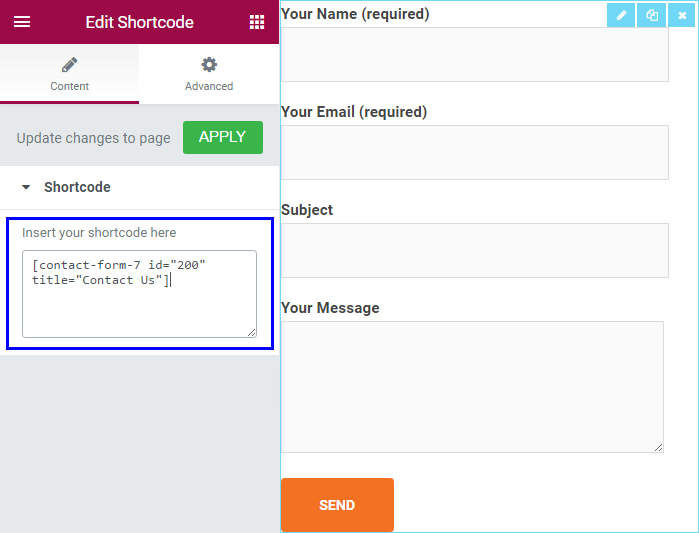 Edit Shortcode
Content
Advanced
Update changes to page
APPLY
Shortcode
Insert your shortcode here
[contact-form-7 id="200"
title="Contact Us"]
Your Name (required)
Your Email (required)
Subject
Your Message
SEND